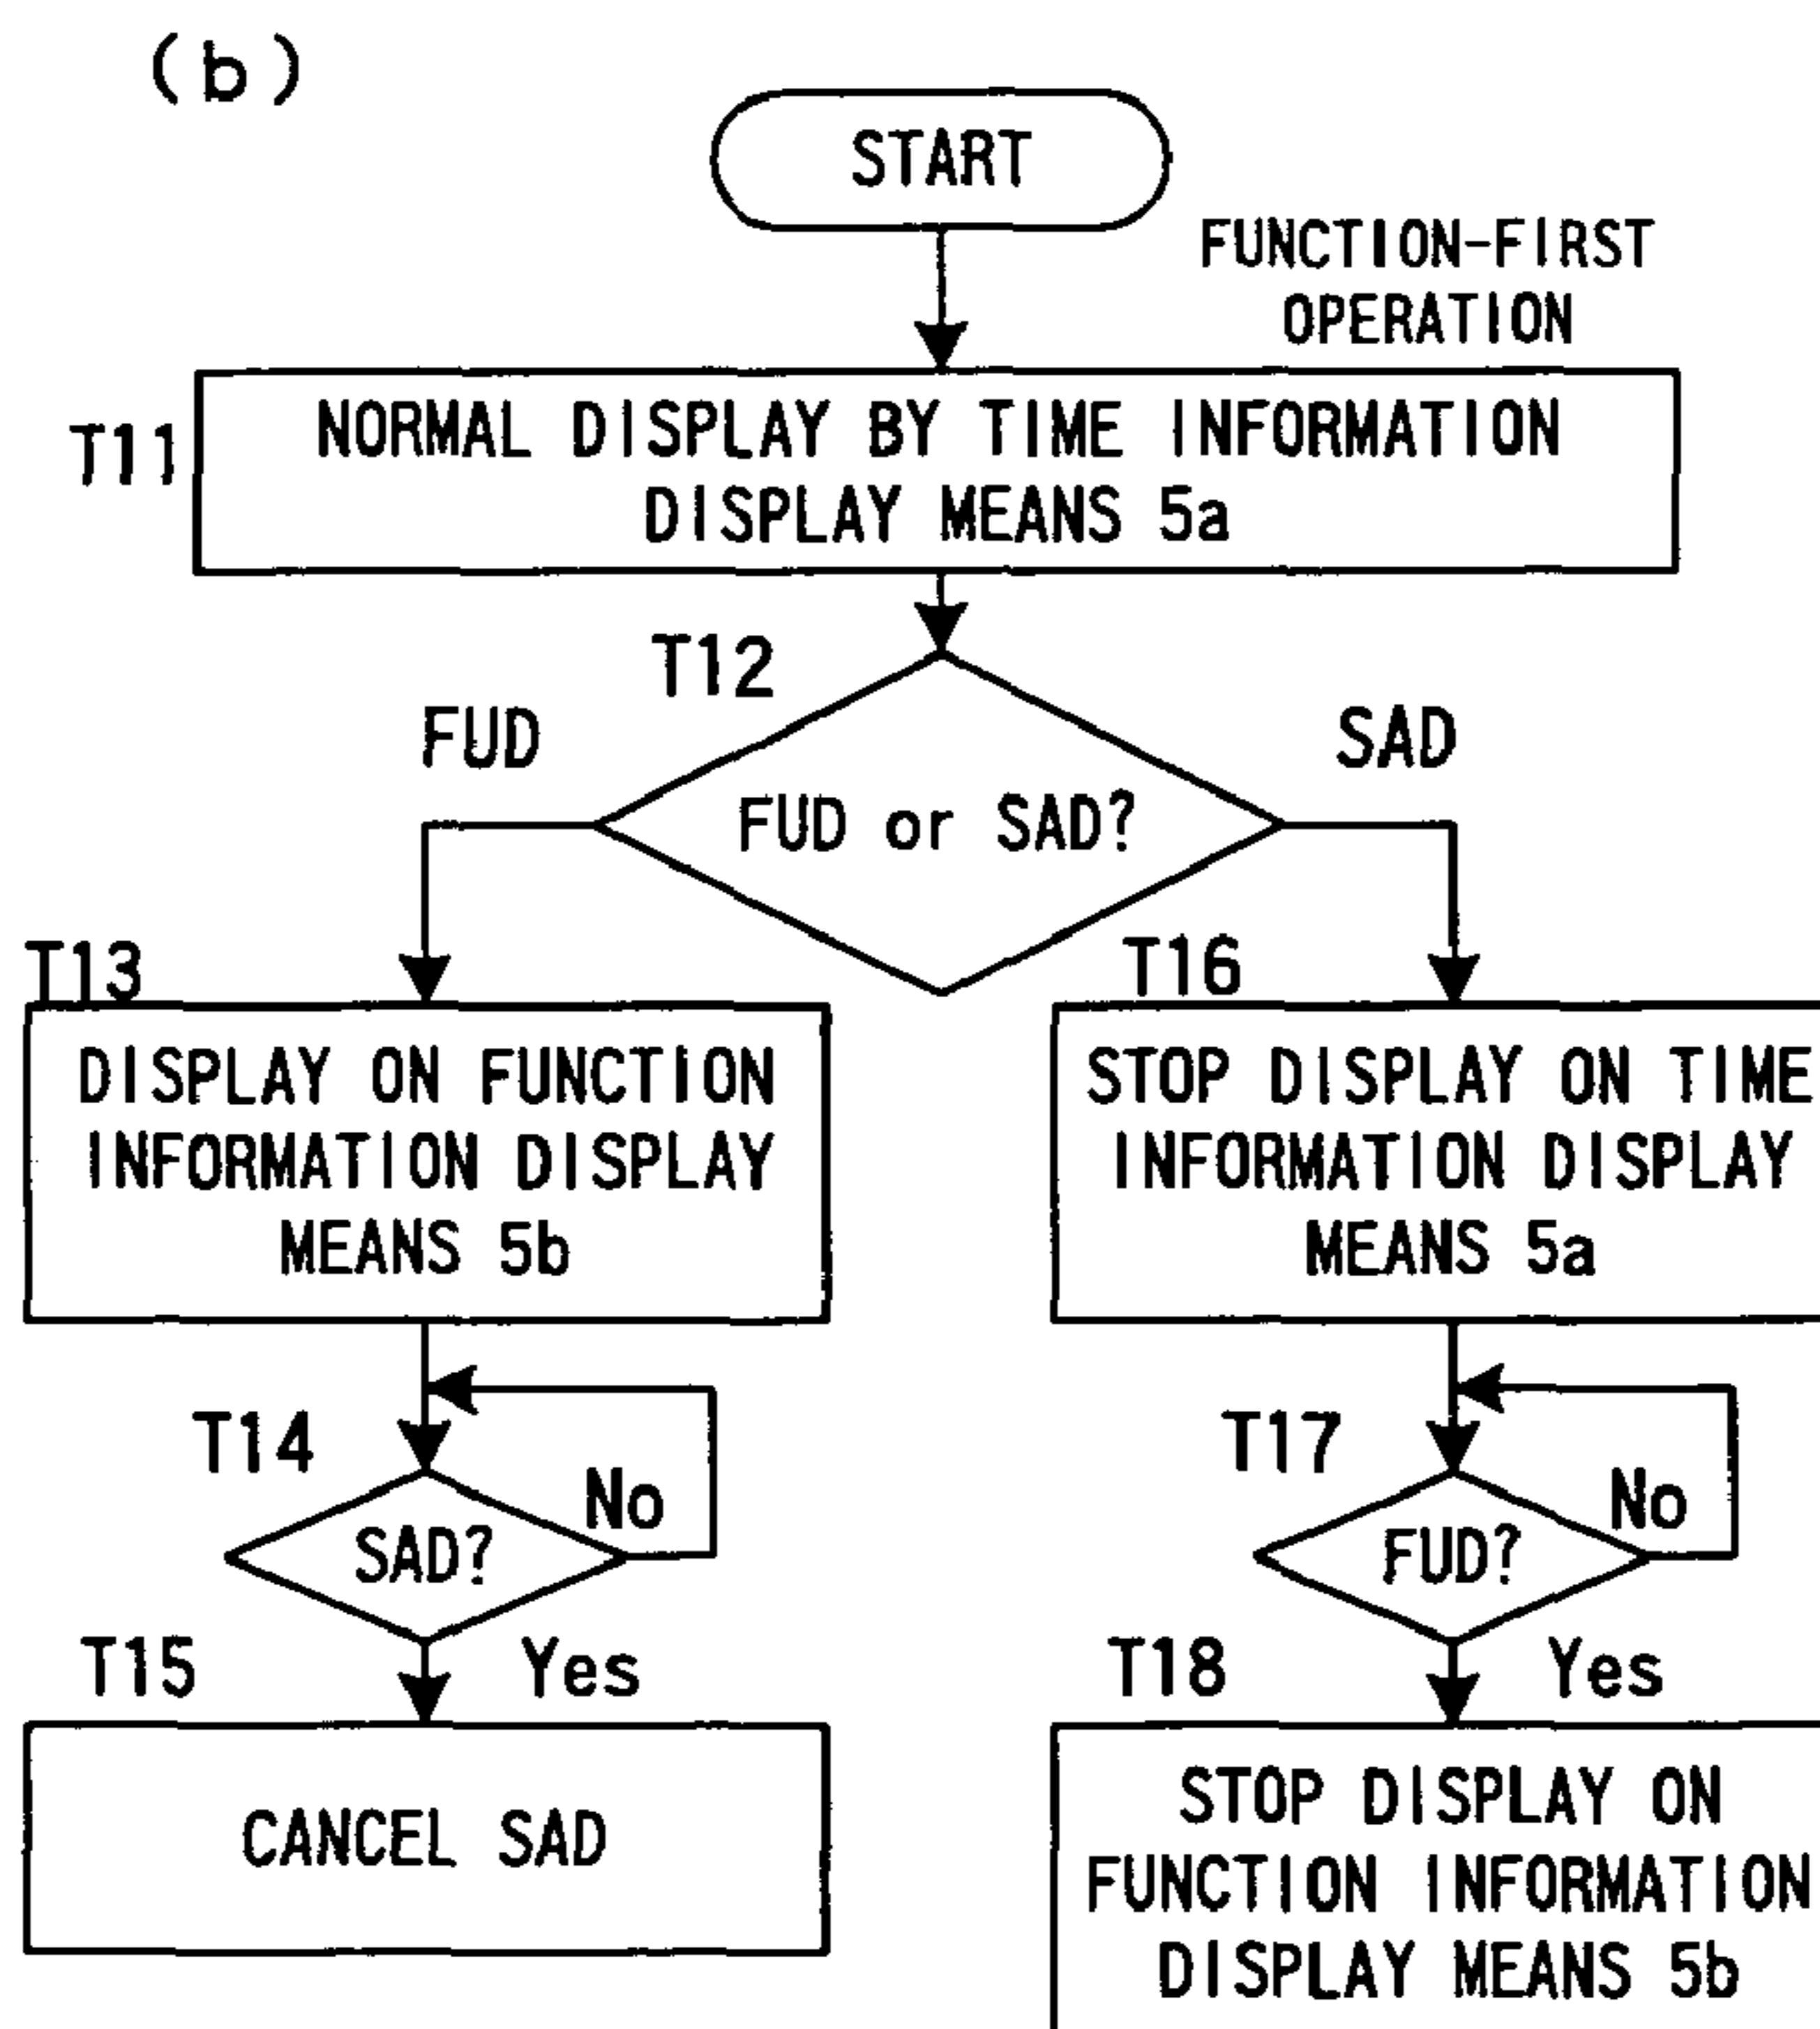 (b)
START
FUNCTION-FIRST
OPERATION
T11
NORMAL DISPLAY BY TIME INFORMATION
DISPLAY MEANS 5a
T12
FUD
SAD
FUD or SAD?
T13
DISPLAY ON FUNCTION
INFORMATION DISPLAY
MEANS 5b
T16
STOP DISPLAY ON TIME
INFORMATION DISPLAY
MEANS 5a
T14
SAD?
No
T17
FUD?
No
T15
Yes
CANCEL SAD
T18
Yes
STOP DISPLAY ON
FUNCTION INFORMATION
DISPLAY MEANS 5b